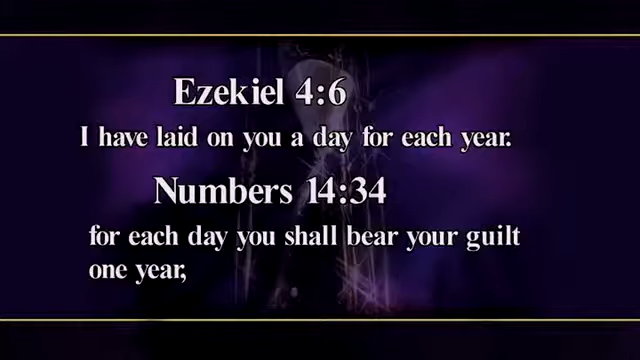 Ezekiel 4:6
I have laid on you a day for each year.
Numbers 14:34
for each day you shall bear your guilt
one year,